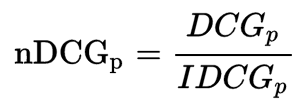 nDCG_p = DCG_p / IDCG_p